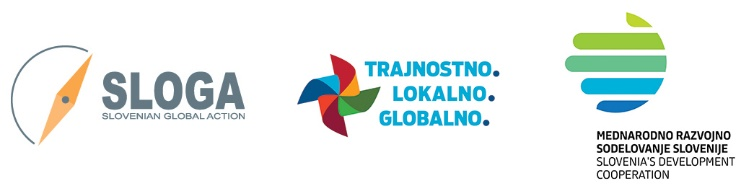 SLOGA
SLOVENIAN GLOBAL ACTION
TRAJNOSTNO.
LOKALNO.
GLOBALNO.
MEDNARODNO RAZVOJNO
SODELOVANJE SLOVENIJE
SLOVENIA'S DEVELOPMENT
COOPERATION